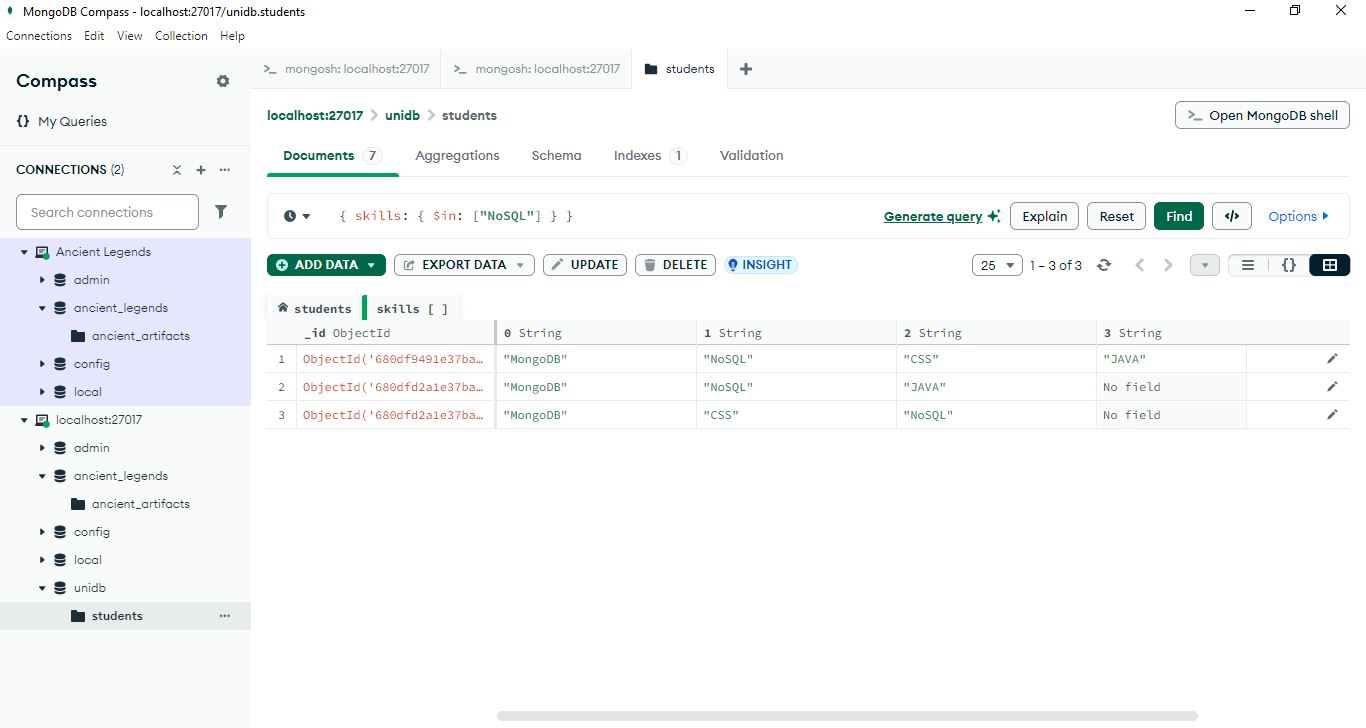 MongoDB Compass - localhost:27017/unidb.students
Connections Edit View Collection Help
Compass
{} My Queries
CONNECTIONS (2)
Search connections
Ancient Legends
admin
ancient_legends
ancient_artifacts
config
local
localhost:27017
admin
ancient_legends
ancient_artifacts
config
local
unidb
students
>_ mongosh: localhost:27017 >_ mongosh: localhost:27017 students
localhost:27017 > unidb > students
>_ Open MongoDB shell
Documents 7 Aggregations Schema Indexes 1 Validation
{ skills: { $in: ["NoSQL"] } }
Generate query Explain Reset Find </> Options
ADD DATA EXPORT DATA UPDATE DELETE INSIGHT
25 1 – 3 of 3 {}
students skills [ ]
_id ObjectId 0 String 1 String 2 String 3 String
1 ObjectId('680df9491e37ba… "MongoDB" "NoSQL" "CSS" "JAVA"
2 ObjectId('680dfd2a1e37ba… "MongoDB" "NoSQL" "JAVA" No field
3 ObjectId('680dfd2a1e37ba… "MongoDB" "CSS" "NoSQL" No field